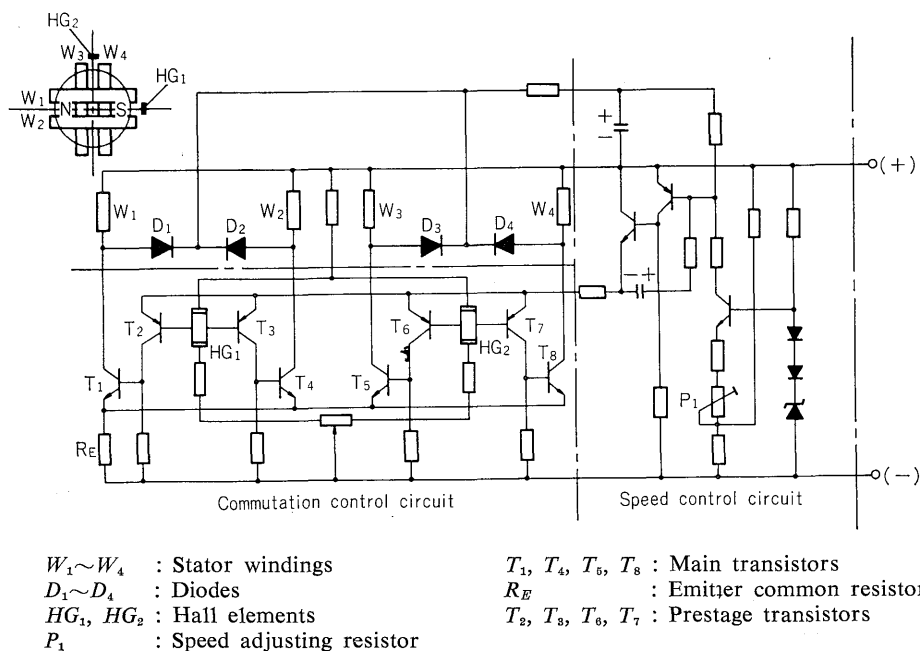 HG₂
W₃ W₄
HG₁
W₁
N S
W₂
(+)
W₁ W₂ W₃ W₄
D₁ D₂ D₃ D₄
T₂ T₃ T₆ T₇
HG₁ HG₂
T₁ T₄ T₅ T₈
P₁
R_E
(−)
Commutation control circuit
Speed control circuit
W₁~W₄ : Stator windings
D₁~D₄ : Diodes
HG₁, HG₂ : Hall elements
P₁ : Speed adjusting resistor
T₁, T₄, T₅, T₈ : Main transistors
R_E : Emitter common resistor
T₂, T₃, T₆, T₇ : Prestage transistors